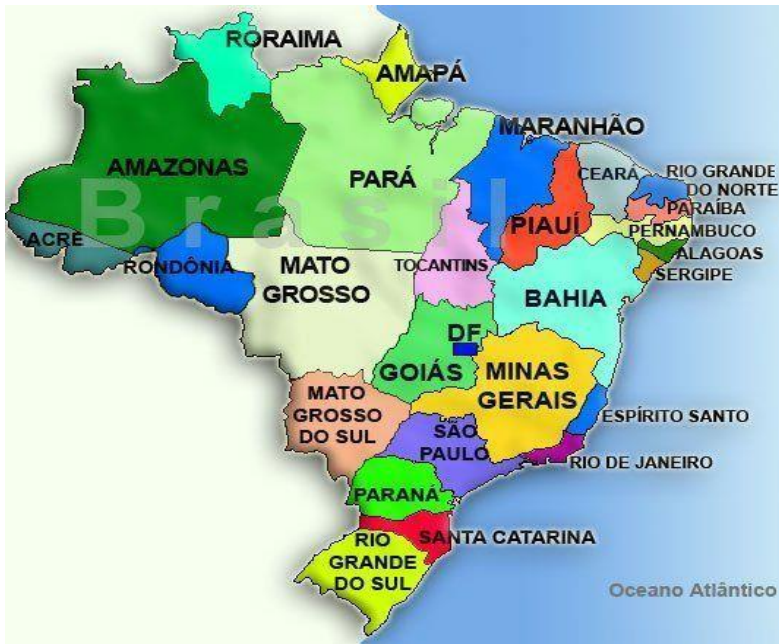 RORAIMA
AMAPÁ
MARANHÃO
CEARÁ
RIO GRANDE
DO NORTE
AMAZONAS
PARÁ
Brasil
PARAÍBA
PIAUÍ
PERNAMBUCO
ACRE
RONDÔNIA
MATO
GROSSO
TOCANTINS
ALAGOAS
SERGIPE
BAHIA
DF
GOIÁS
MINAS
GERAIS
MATO
GROSSO
DO SUL
SÃO
PAULO
ESPÍRITO SANTO
RIO DE JANEIRO
PARANÁ
SANTA CATARINA
RIO
GRANDE
DO SUL
Oceano Atlântico